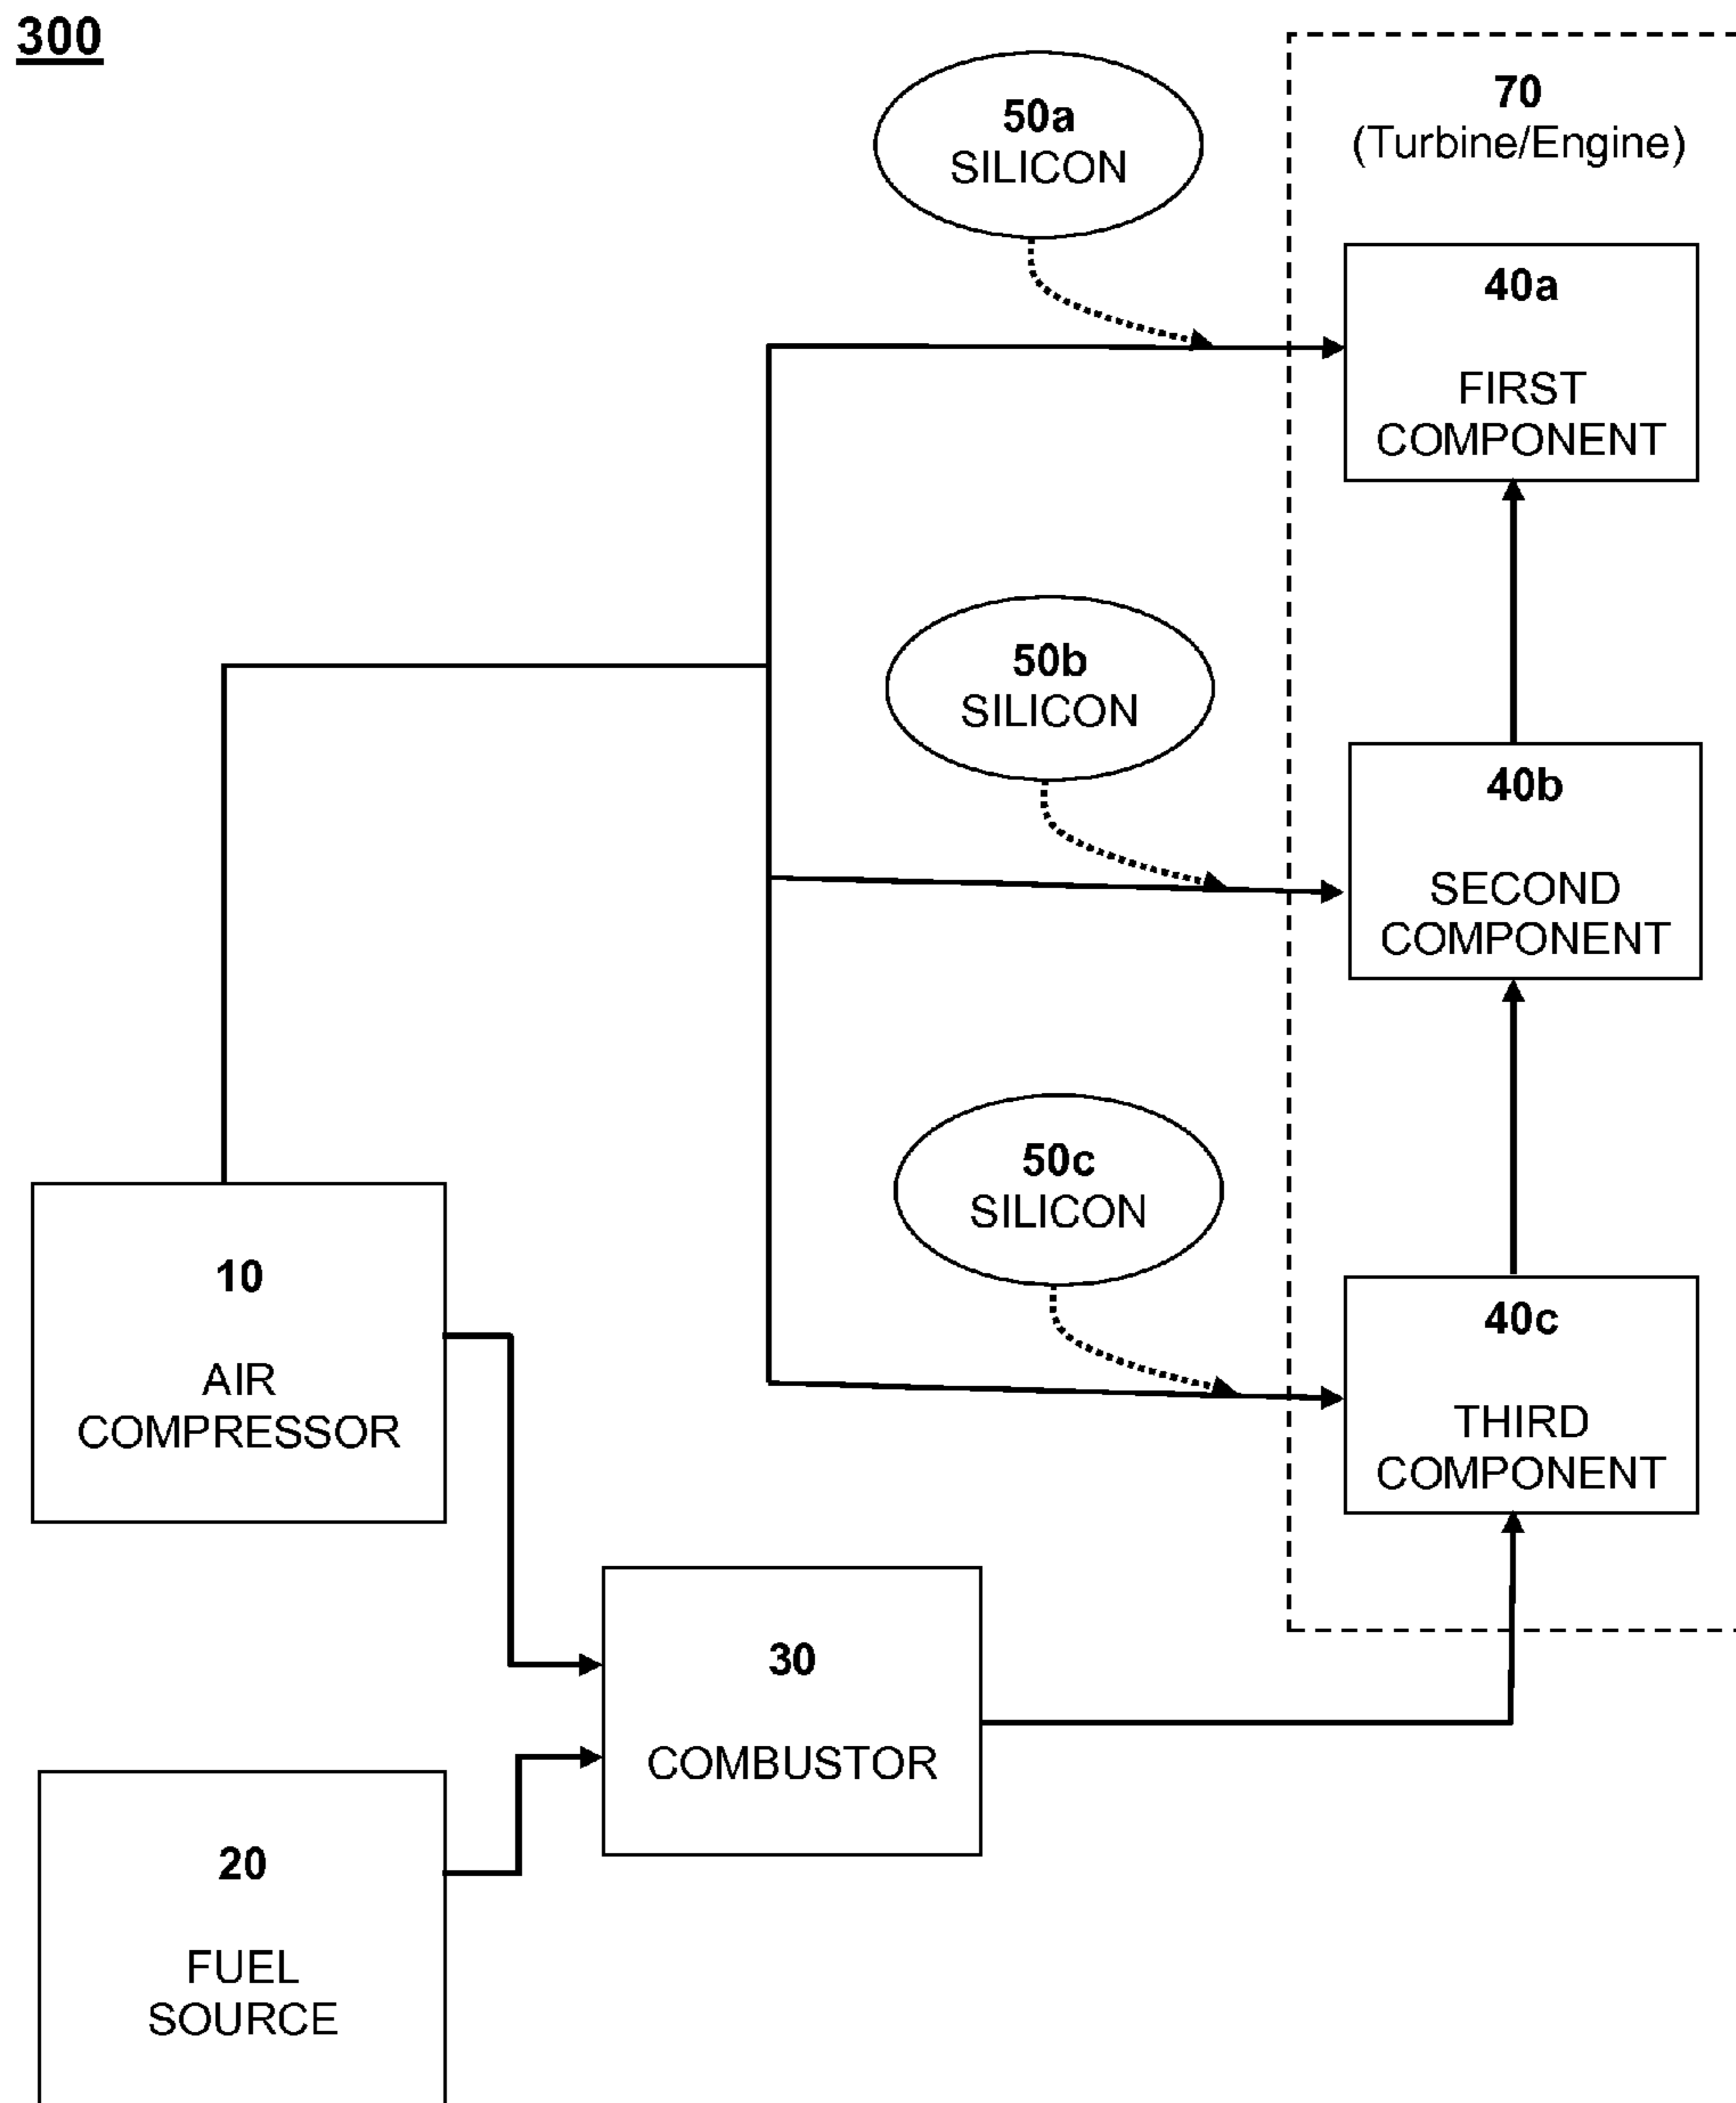 300
50a
SILICON
70
(Turbine/Engine)
40a
FIRST
COMPONENT
50b
SILICON
40b
SECOND
COMPONENT
50c
SILICON
40c
THIRD
COMPONENT
10
AIR
COMPRESSOR
30
COMBUSTOR
20
FUEL
SOURCE